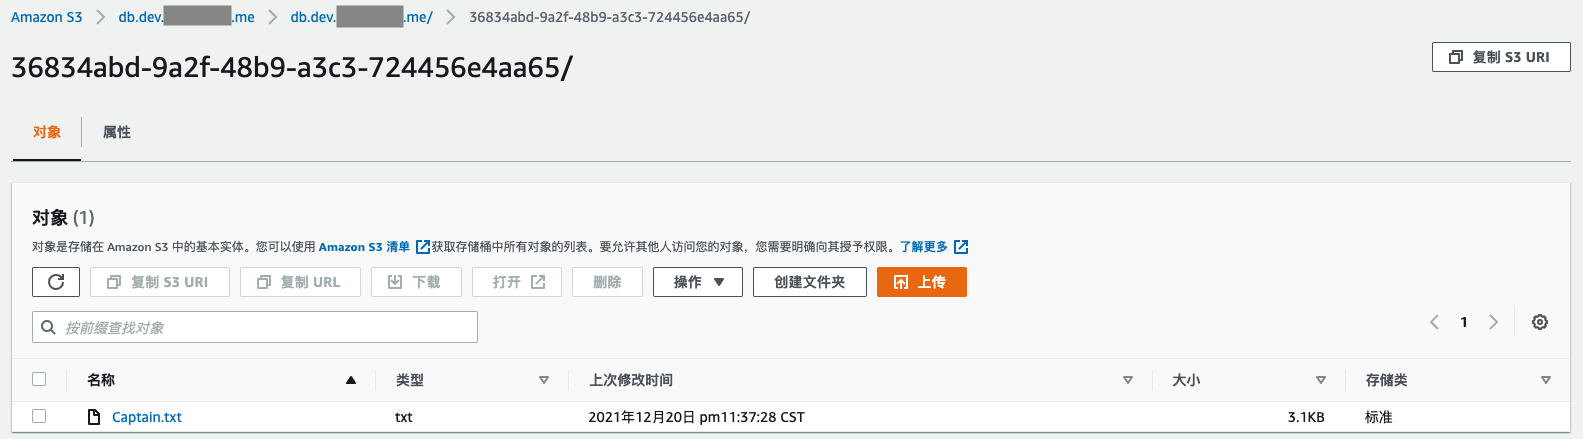 Amazon S3 > db.dev. .me > db.dev. .me/ > 36834abd-9a2f-48b9-a3c3-724456e4aa65/
36834abd-9a2f-48b9-a3c3-724456e4aa65/
复制 S3 URI
对象 属性
对象 (1)
对象是存储在 Amazon S3 中的基本实体。您可以使用 Amazon S3 清单 获取存储桶中所有对象的列表。要允许其他人访问您的对象，您需要明确向其授予权限。了解更多
复制 S3 URI 复制 URL 下载 打开 删除 操作 创建文件夹 上传
按前缀查找对象
1
名称 类型 上次修改时间 大小 存储类
Captain.txt txt 2021年12月20日 pm11:37:28 CST 3.1KB 标准